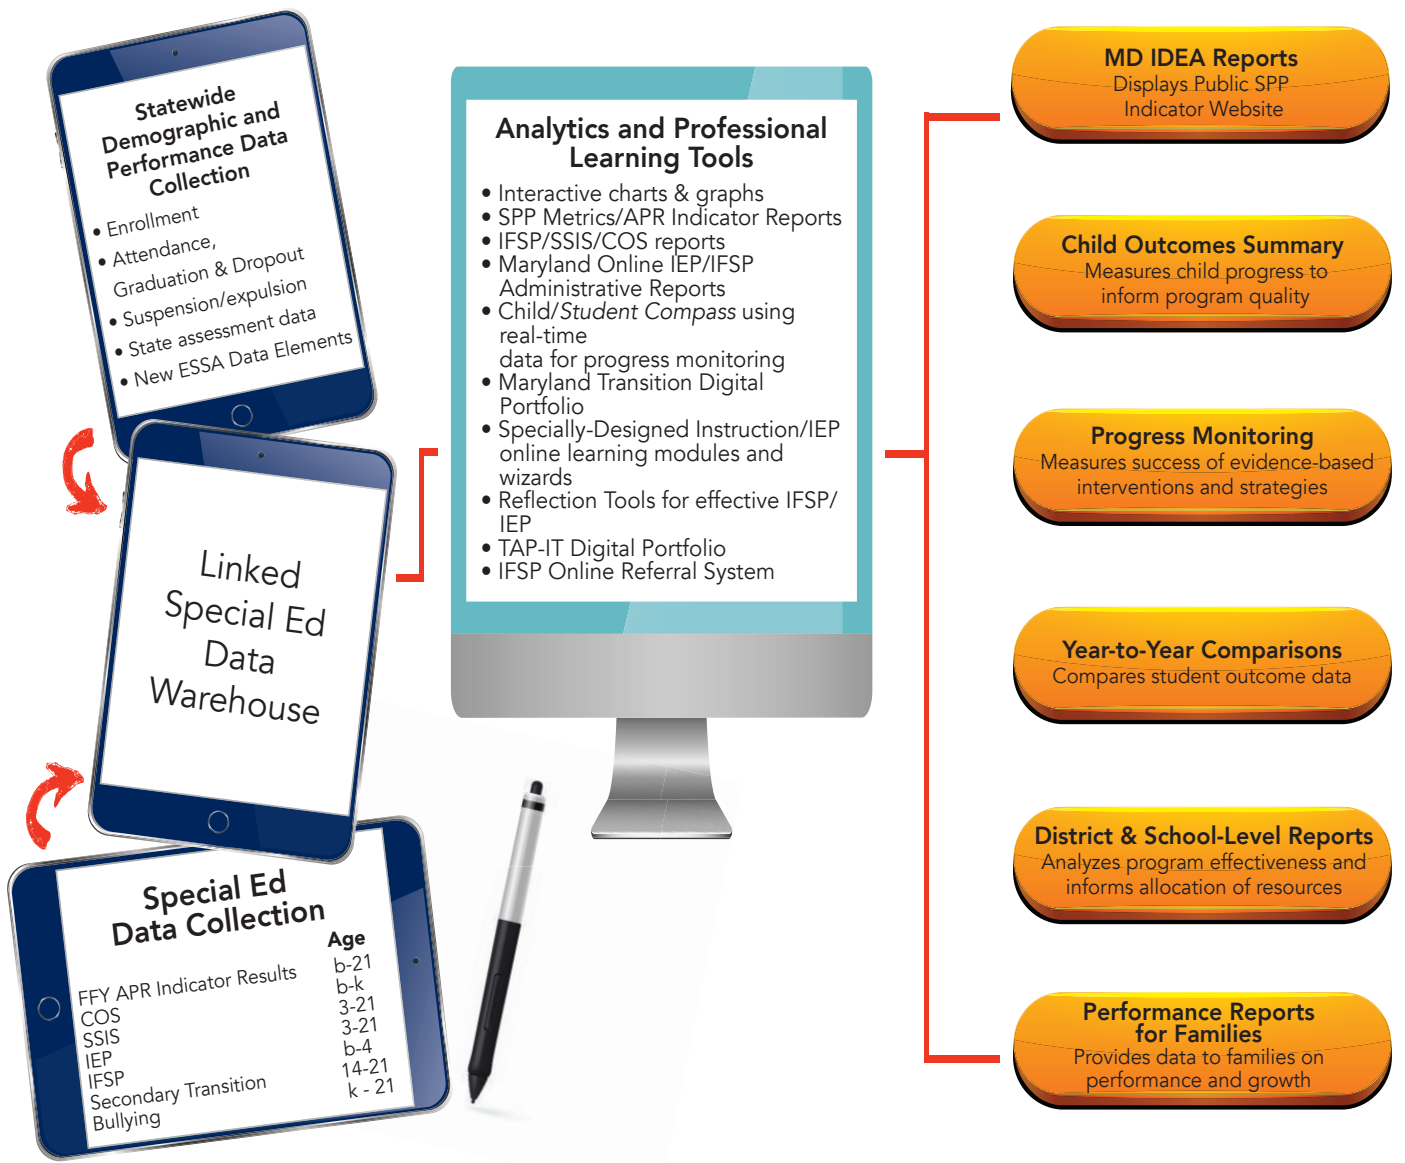 Statewide
Demographic and
Performance Data
Collection
• Enrollment
• Attendance,
Graduation & Dropout
• Suspension/expulsion
• State assessment data
• New ESSA Data Elements
Linked
Special Ed
Data
Warehouse
Special Ed
Data Collection
Age
FFY APR Indicator Results b-21
COS b-k
SSIS 3-21
IEP 3-21
IFSP b-4
Secondary Transition 14-21
Bullying k - 21
Analytics and Professional
Learning Tools
• Interactive charts & graphs
• SPP Metrics/APR Indicator Reports
• IFSP/SSIS/COS reports
• Maryland Online IEP/IFSP
Administrative Reports
• Child/Student Compass using
real-time
data for progress monitoring
• Maryland Transition Digital
Portfolio
• Specially-Designed Instruction/IEP
online learning modules and
wizards
• Reflection Tools for effective IFSP/
IEP
• TAP-IT Digital Portfolio
• IFSP Online Referral System
MD IDEA Reports
Displays Public SPP
Indicator Website
Child Outcomes Summary
Measures child progress to
inform program quality
Progress Monitoring
Measures success of evidence-based
interventions and strategies
Year-to-Year Comparisons
Compares student outcome data
District & School-Level Reports
Analyzes program effectiveness and
informs allocation of resources
Performance Reports
for Families
Provides data to families on
performance and growth